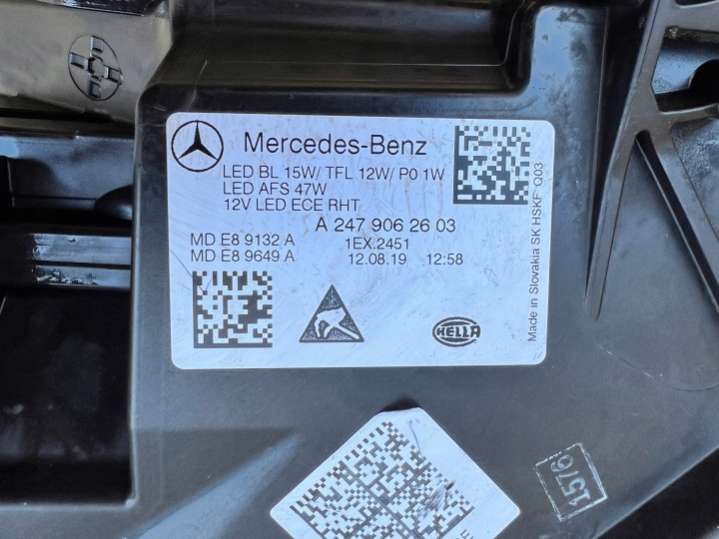 Mercedes-Benz
LED BL 15W/ TFL 12W/ P0 1W
LED AFS 47W
12V LED ECE RHT
A 247 906 26 03
MD E8 9132 A
1EX.2451
MD E8 9649 A
12.08.19 12:58
HELLA
Made in Slovakia SK HSKF Q03
1576